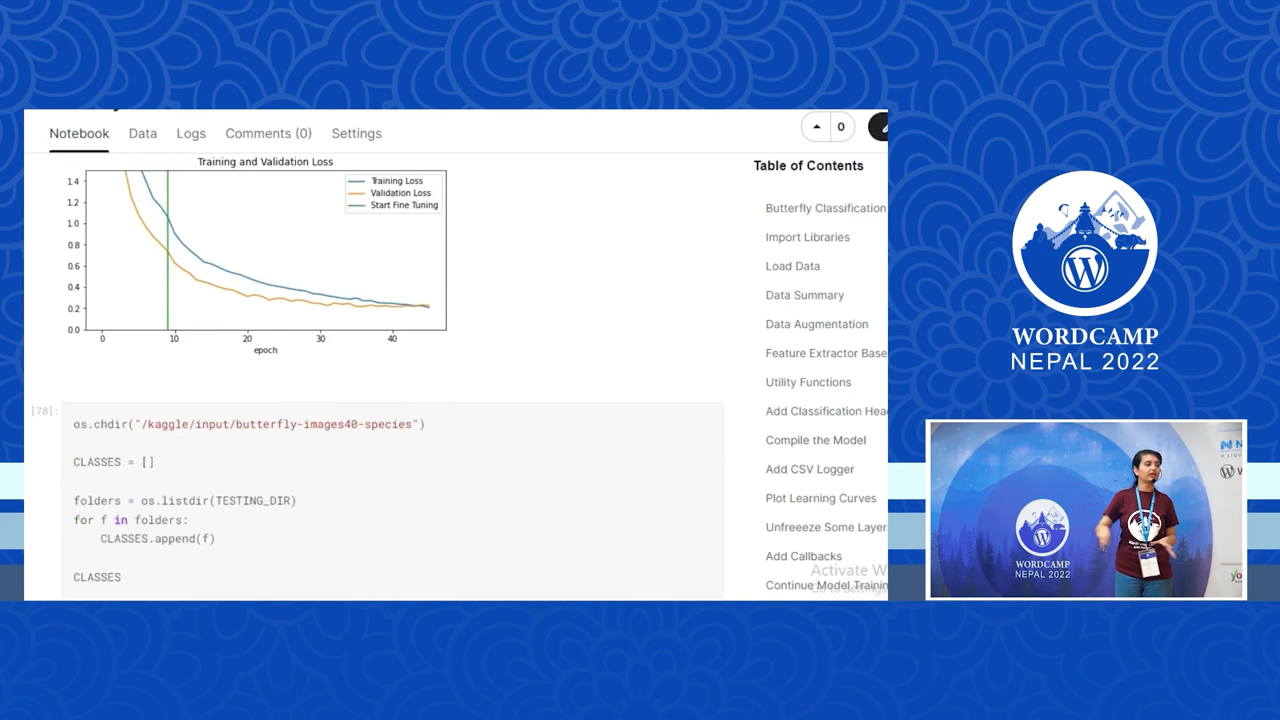 Notebook
Data
Logs
Comments (0)
Settings
0
Training and Validation Loss
1.4
1.2
1.0
0.8
0.6
0.4
0.2
0.0
Training Loss
Validation Loss
Start Fine Tuning
0
10
20
30
40
epoch
[78]:
os.chdir("/kaggle/input/butterfly-images40-species")
CLASSES = []
folders = os.listdir(TESTING_DIR)
for f in folders:
CLASSES.append(f)
CLASSES
Table of Contents
Butterfly Classification
Import Libraries
Load Data
Data Summary
Data Augmentation
Feature Extractor Base
Utility Functions
Add Classification Hea
Compile the Model
Add CSV Logger
Plot Learning Curves
Unfreeeze Some Layer
Add Callbacks
Continue Model Trainin
Activate W
WORDCAMP
NEPAL 2022
WORDCAMP
NEPAL 2022